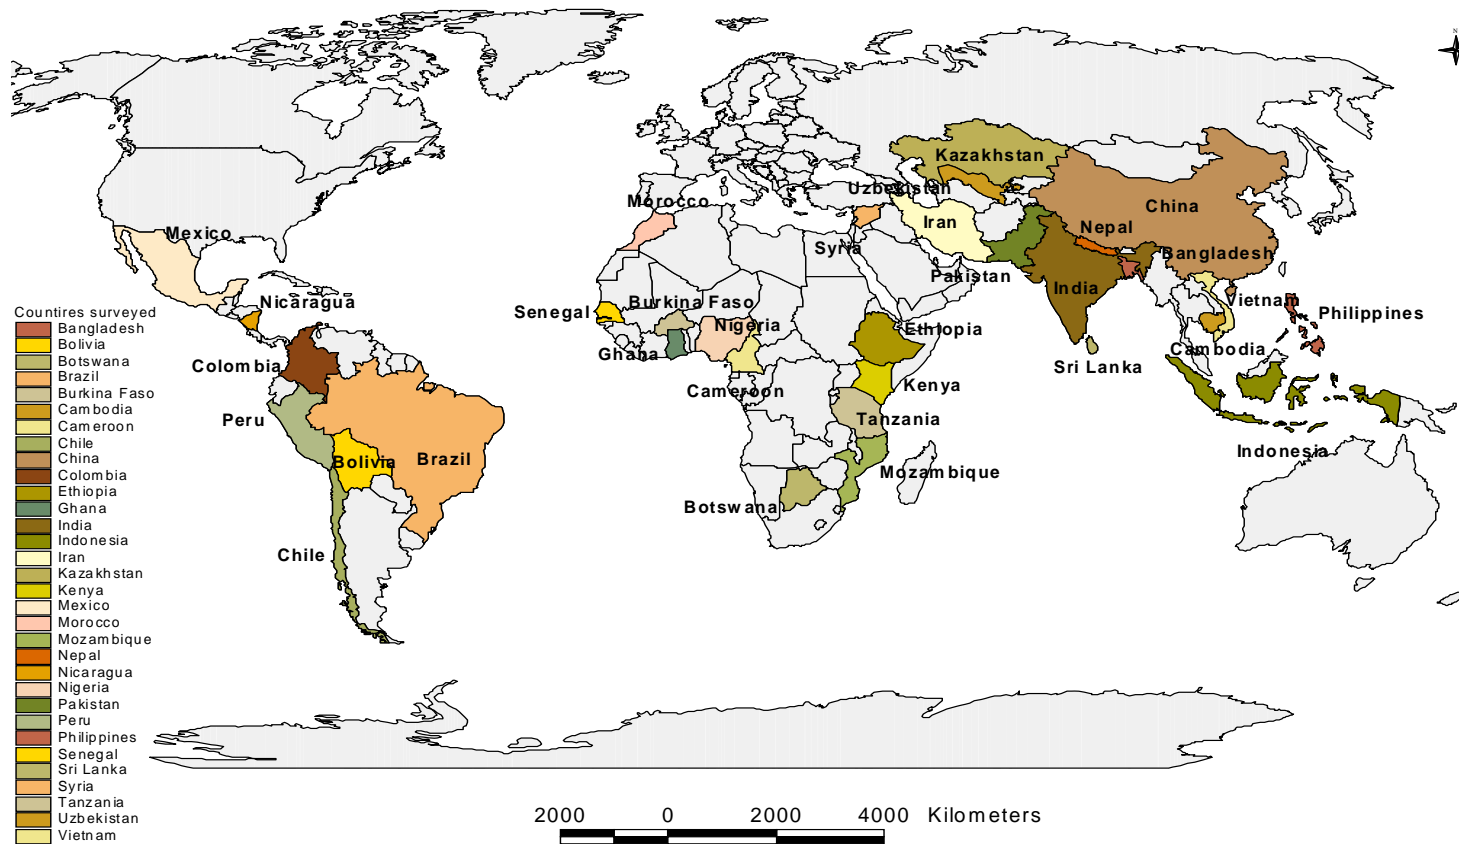 N
Kazakhstan
Uzbekistan
Morocco
Iran
China
Mexico
Nepal
Syria
Bangladesh
Pakistan
India
Nicaragua
Burkina Faso
Vietnam
Senegal
Nigeria
Ethiopia
Philippines
Ghana
Cambodia
Colombia
Sri Lanka
Cameroon
Kenya
Peru
Tanzania
Indonesia
Bolivia
Brazil
Mozambique
Botswana
Chile
Countires surveyed
Bangladesh
Bolivia
Botswana
Brazil
Burkina Faso
Cambodia
Cameroon
Chile
China
Colombia
Ethiopia
Ghana
India
Indonesia
Iran
Kazakhstan
Kenya
Mexico
Morocco
Mozambique
Nepal
Nicaragua
Nigeria
Pakistan
Peru
Philippines
Senegal
Sri Lanka
Syria
Tanzania
Uzbekistan
Vietnam
2000 0 2000 4000 Kilometers